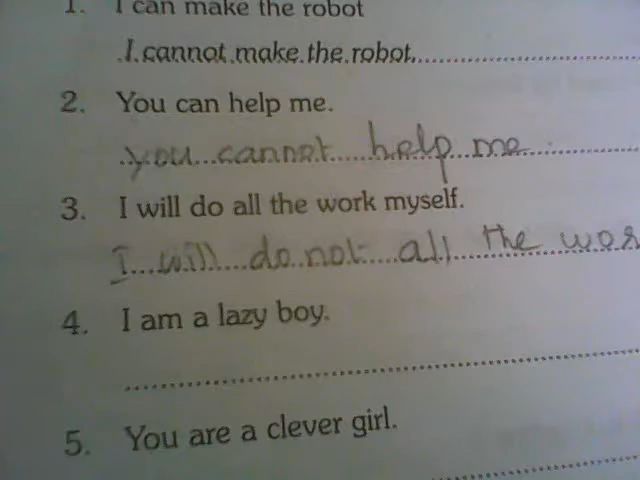 1. I can make the robot
I cannot make the robot
2. You can help me.
you cannot help me
3. I will do all the work myself.
I will do not all the wor
4. I am a lazy boy.
5. You are a clever girl.